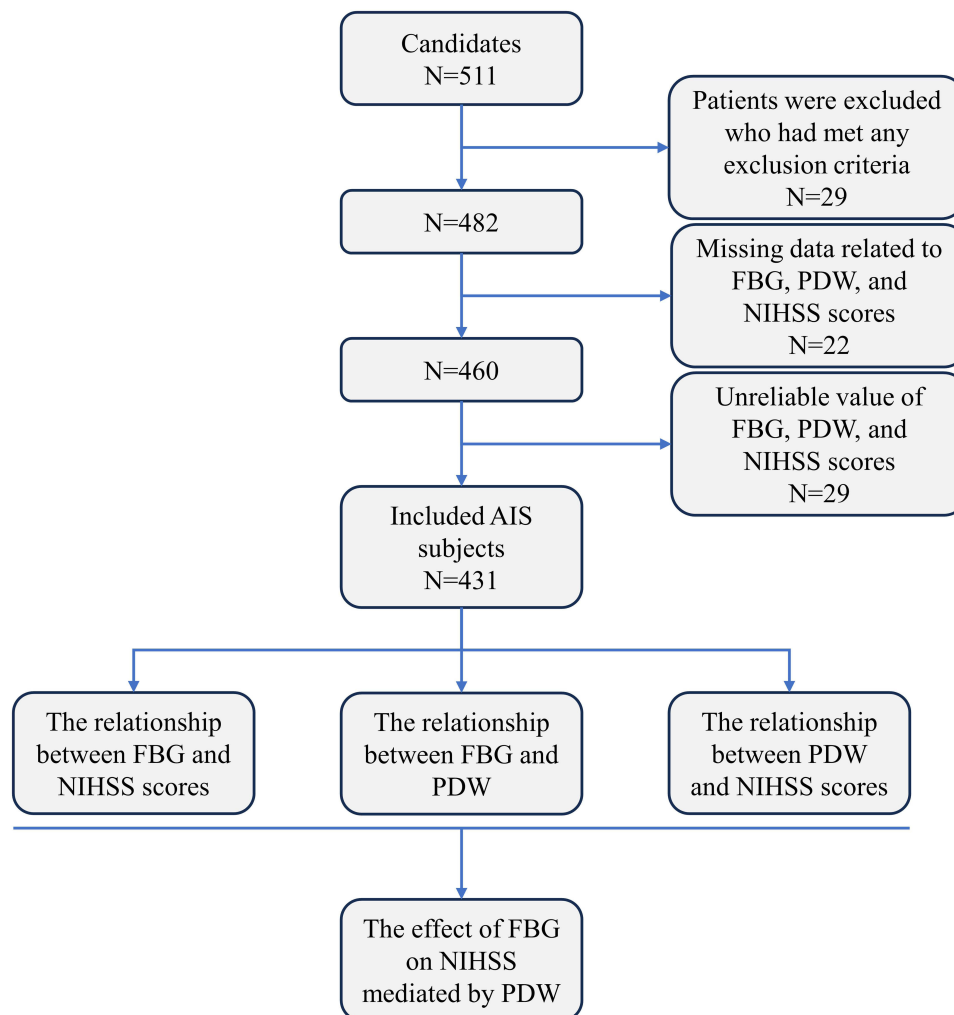 Candidates
N=511
Patients were excluded
who had met any
exclusion criteria
N=29
N=482
Missing data related to
FBG, PDW, and
NIHSS scores
N=22
N=460
Unreliable value of
FBG, PDW, and
NIHSS scores
N=29
Included AIS
subjects
N=431
The relationship
between FBG and
NIHSS scores
The relationship
between FBG and
PDW
The relationship
between PDW
and NIHSS scores
The effect of FBG
on NIHSS
mediated by PDW